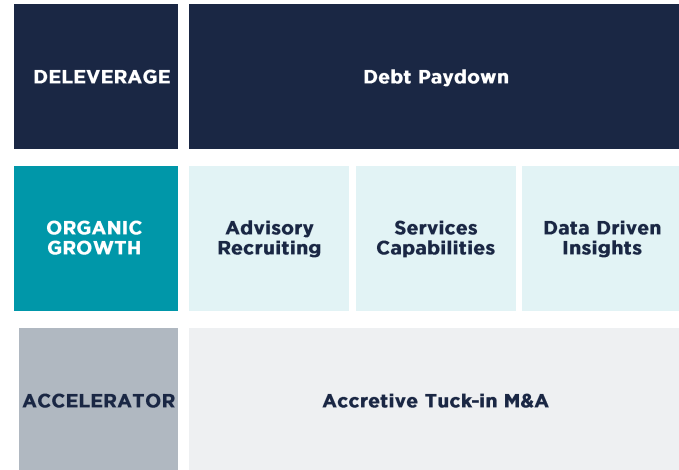 DELEVERAGE
Debt Paydown
ORGANIC
GROWTH
Advisory
Recruiting
Services
Capabilities
Data Driven
Insights
ACCELERATOR
Accretive Tuck-in M&A